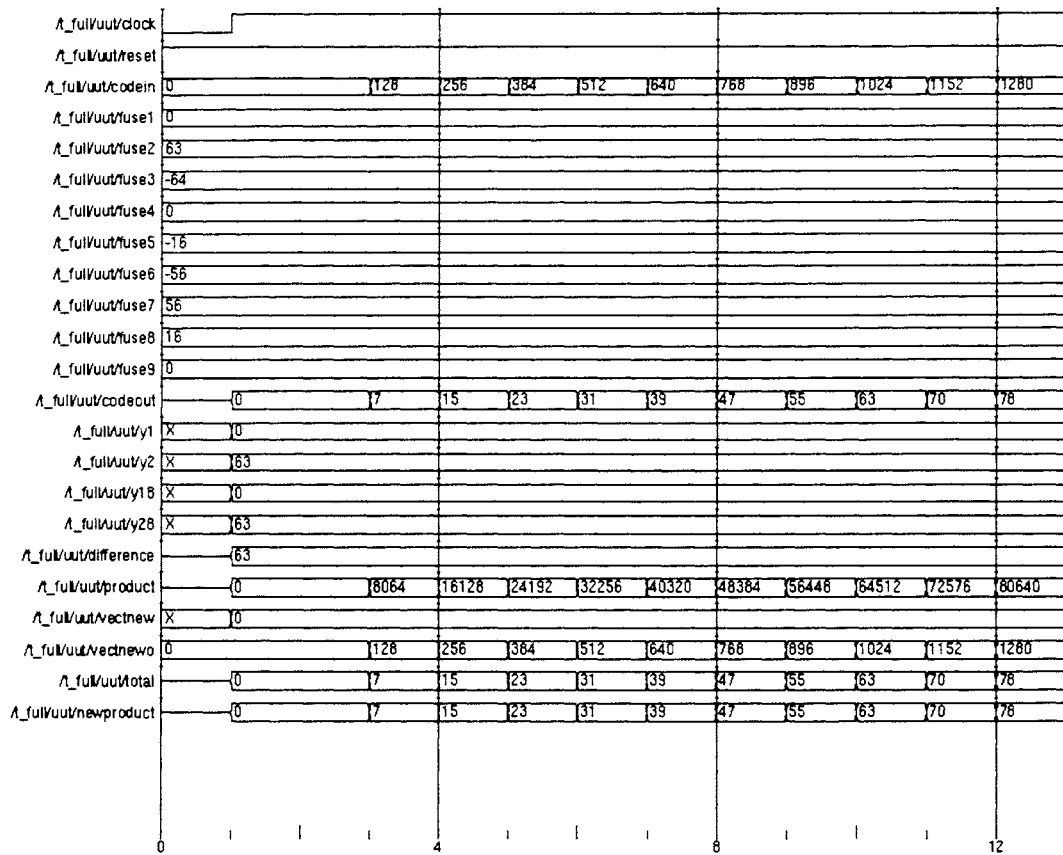 /t_full/uut/clock
/t_full/uut/reset
/t_full/uut/codein 0 128 256 384 512 640 768 896 1024 1152 1280
/t_full/uut/fuse1 0
/t_full/uut/fuse2 63
/t_full/uut/fuse3 -64
/t_full/uut/fuse4 0
/t_full/uut/fuse5 -16
/t_full/uut/fuse6 -56
/t_full/uut/fuse7 56
/t_full/uut/fuse8 16
/t_full/uut/fuse9 0
/t_full/uut/codeout 0 7 15 23 31 39 47 55 63 70 78
/t_full/uut/y1 X 0
/t_full/uut/y2 X 63
/t_full/uut/y18 X 0
/t_full/uut/y28 X 63
/t_full/uut/difference 63
/t_full/uut/product 0 8064 16128 24192 32256 40320 48384 56448 64512 72576 80640
/t_full/uut/vectnew X 0
/t_full/uut/vectnewo 0 128 256 384 512 640 768 896 1024 1152 1280
/t_full/uut/total 0 7 15 23 31 39 47 55 63 70 78
/t_full/uut/newproduct 0 7 15 23 31 39 47 55 63 70 78
0 4 8 12